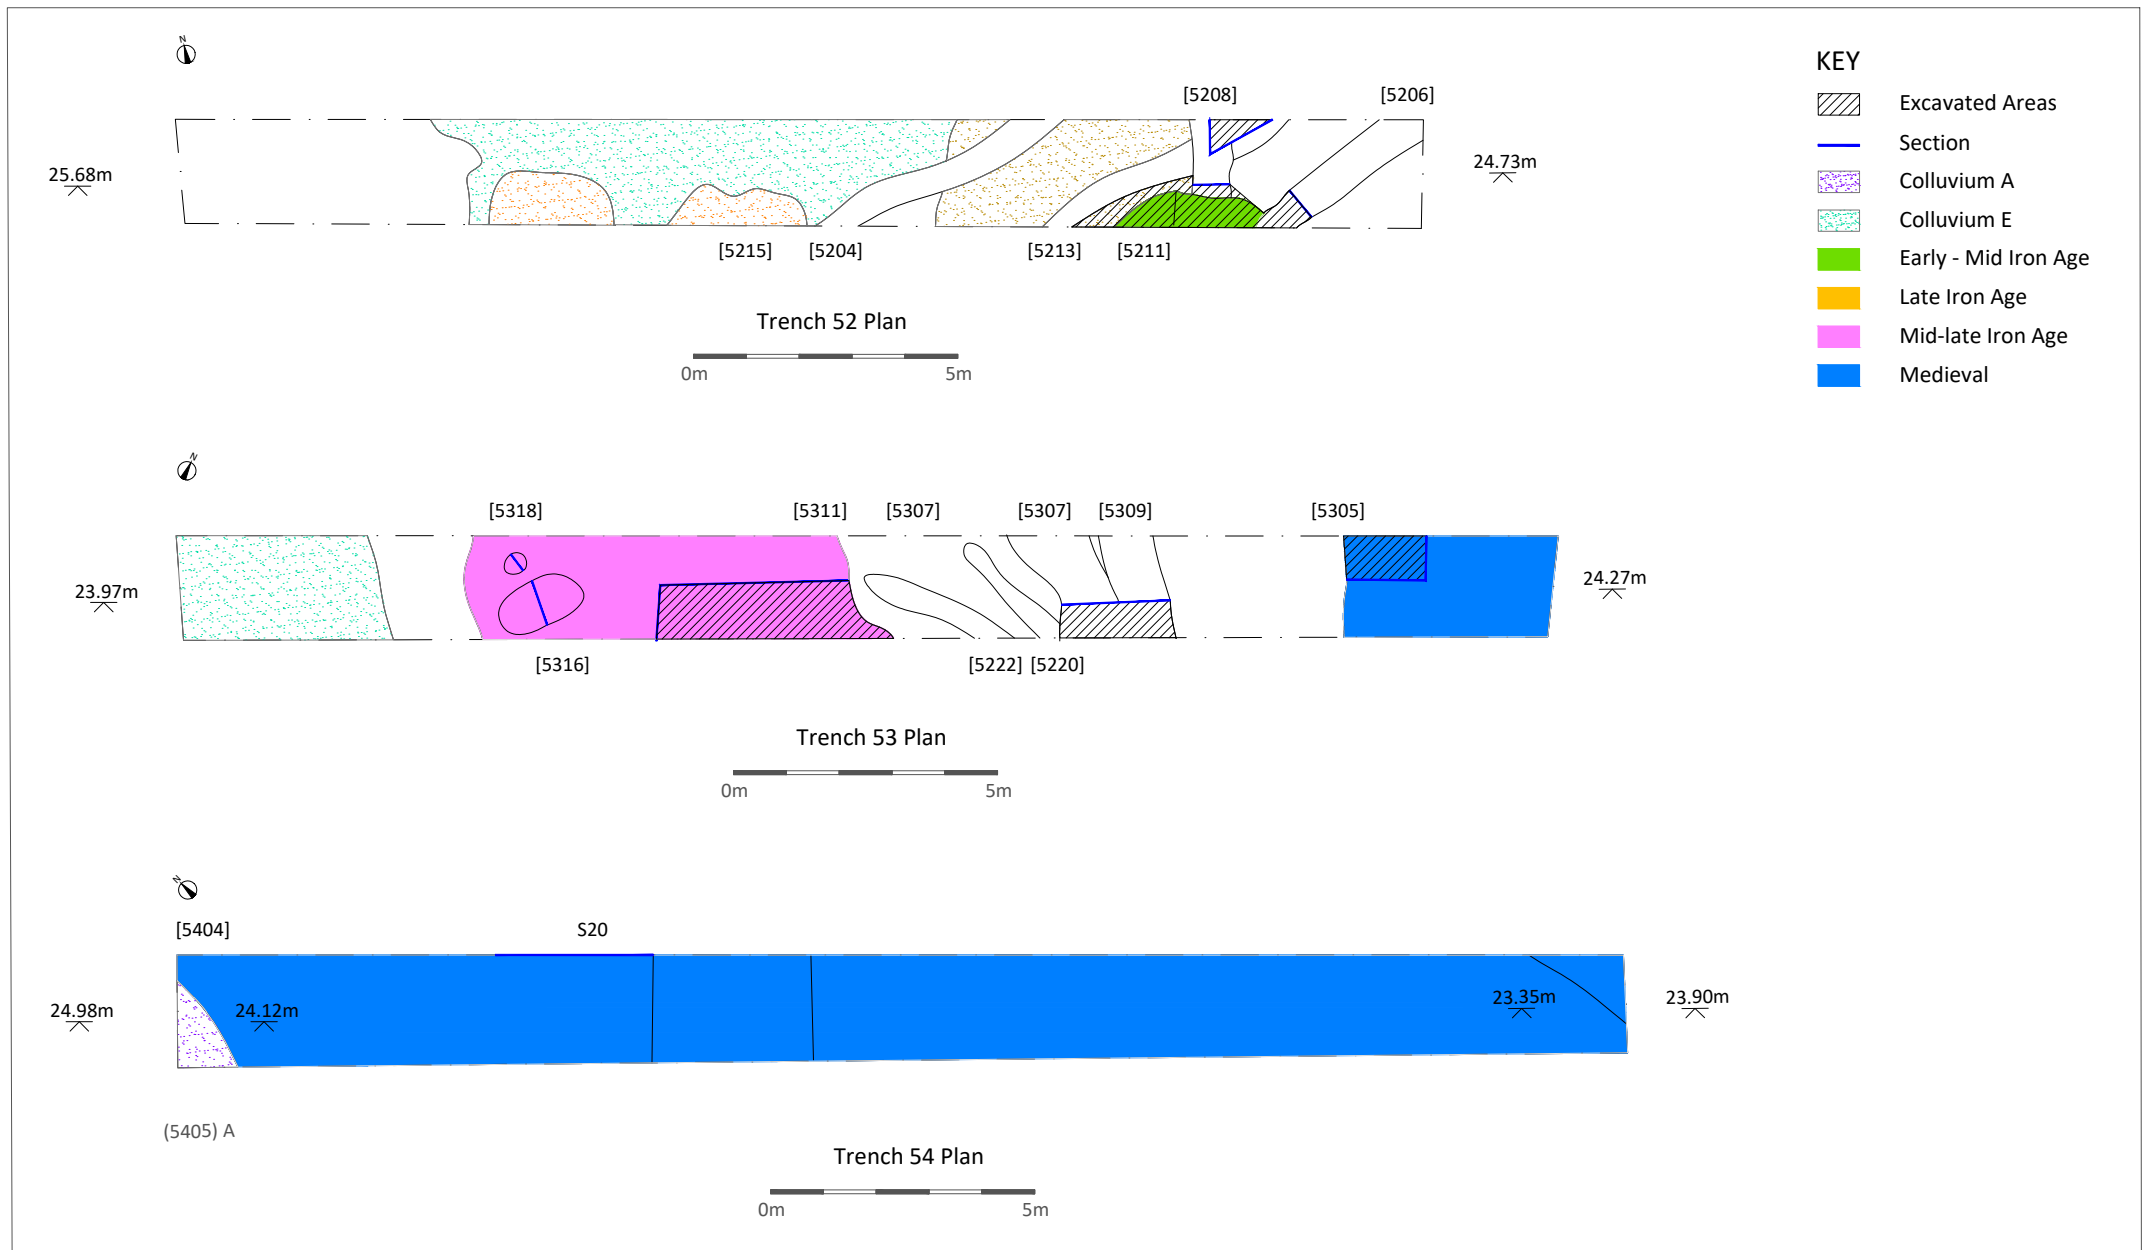 N
KEY
[5208] [5206]
Excavated Areas
Section
25.68m
24.73m
Colluvium A
Colluvium E
[5215] [5204] [5213] [5211]
Early - Mid Iron Age
Late Iron Age
Trench 52 Plan
Mid-late Iron Age
0m 5m
Medieval
N
[5318] [5311] [5307] [5307] [5309] [5305]
23.97m
24.27m
[5316] [5222] [5220]
Trench 53 Plan
0m 5m
N
[5404] S20
24.98m 24.12m 23.35m 23.90m
(5405) A
Trench 54 Plan
0m 5m